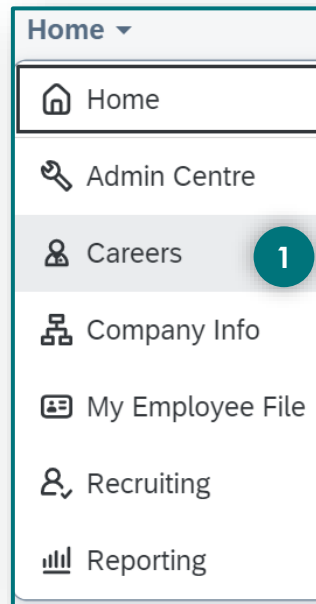 Home
Home
Admin Centre
Careers 1
Company Info
My Employee File
Recruiting
Reporting